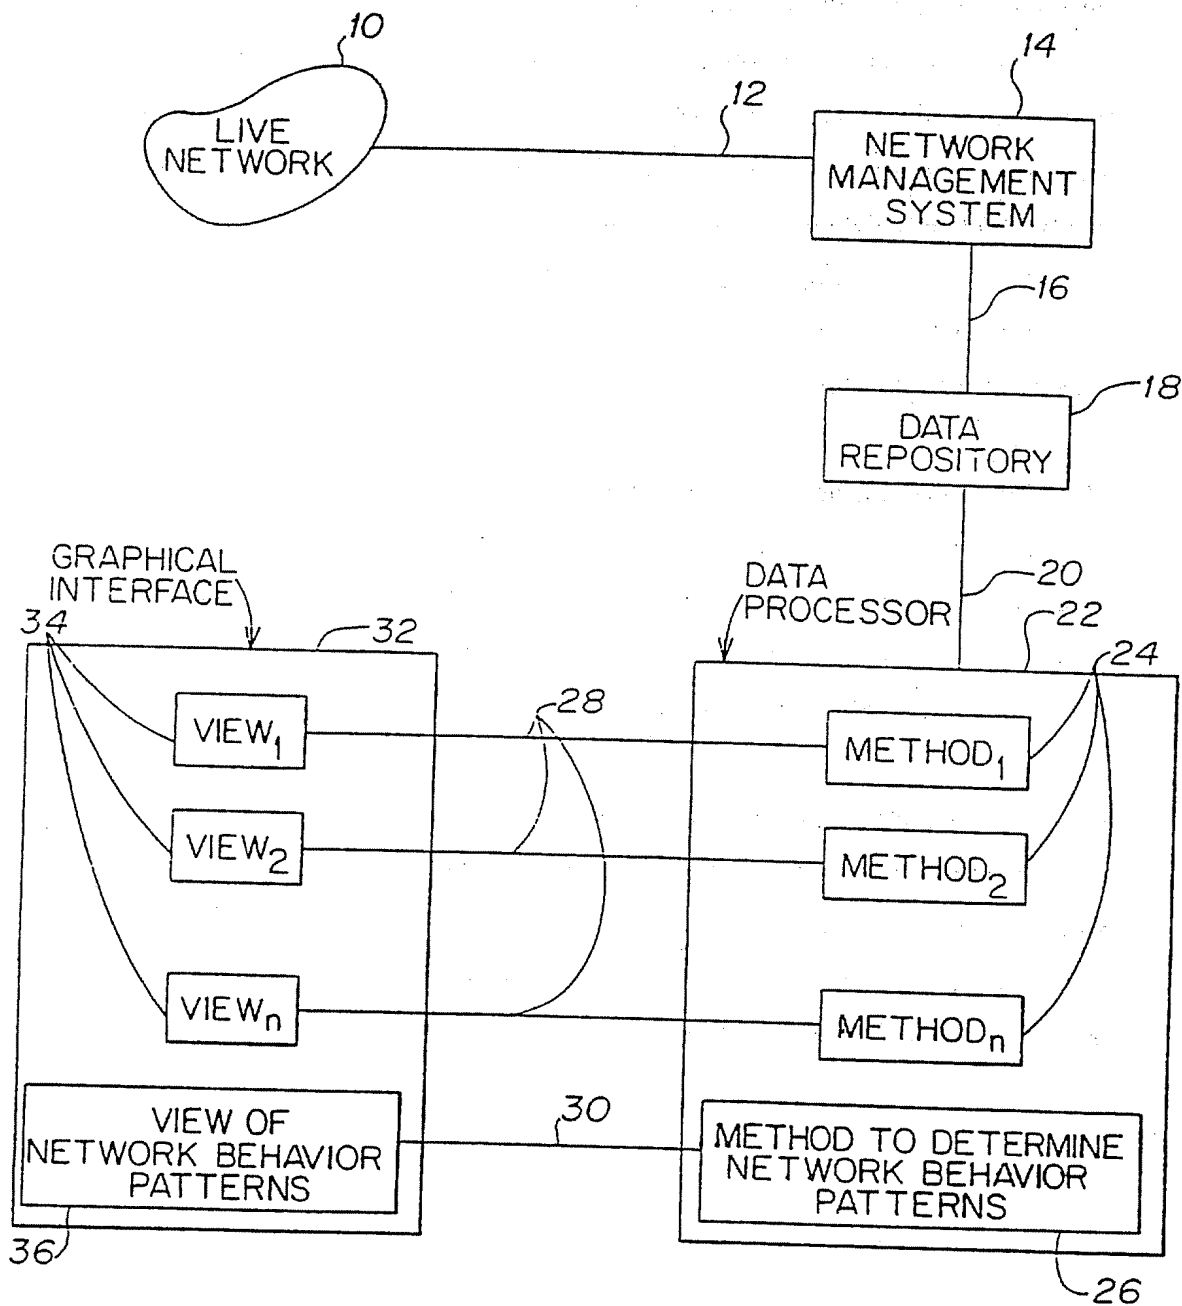 10
LIVE
NETWORK
12
14
NETWORK
MANAGEMENT
SYSTEM
16
18
DATA
REPOSITORY
20
GRAPHICAL
INTERFACE
DATA
PROCESSOR
22
24
34
32
28
VIEW1
METHOD1
VIEW2
METHOD2
VIEWn
METHODn
30
VIEW OF
NETWORK BEHAVIOR
PATTERNS
METHOD TO DETERMINE
NETWORK BEHAVIOR
PATTERNS
36
26